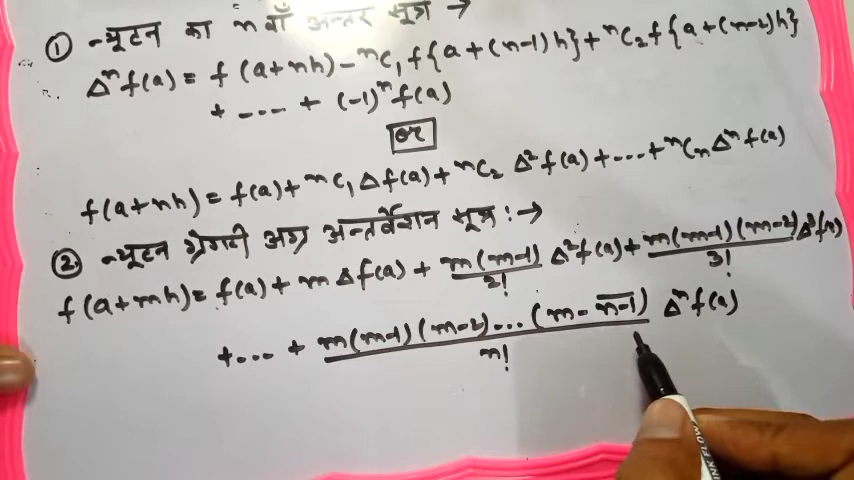 ① न्यूटन का n वाँ अन्तर सूत्र →
Δⁿf(a) = f(a+nh) - ⁿC₁ f{a+(n-1)h} + ⁿC₂ f{a+(n-2)h}
+ ---- + (-1)ⁿ f(a)
or
f(a+nh) = f(a) + ⁿC₁ Δf(a) + ⁿC₂ Δ²f(a) + ... + ⁿCₙ Δⁿf(a)
② न्यूटन ग्रेगरी अग्र अन्तर्वेशन सूत्र :→
f(a+mh) = f(a) + m Δf(a) + m(m-1)/2! Δ²f(a) + m(m-1)(m-2)/3! Δ³f(a)
+... + m(m-1)(m-2)...(m-n̅-̅1̅)/n! Δⁿf(a)